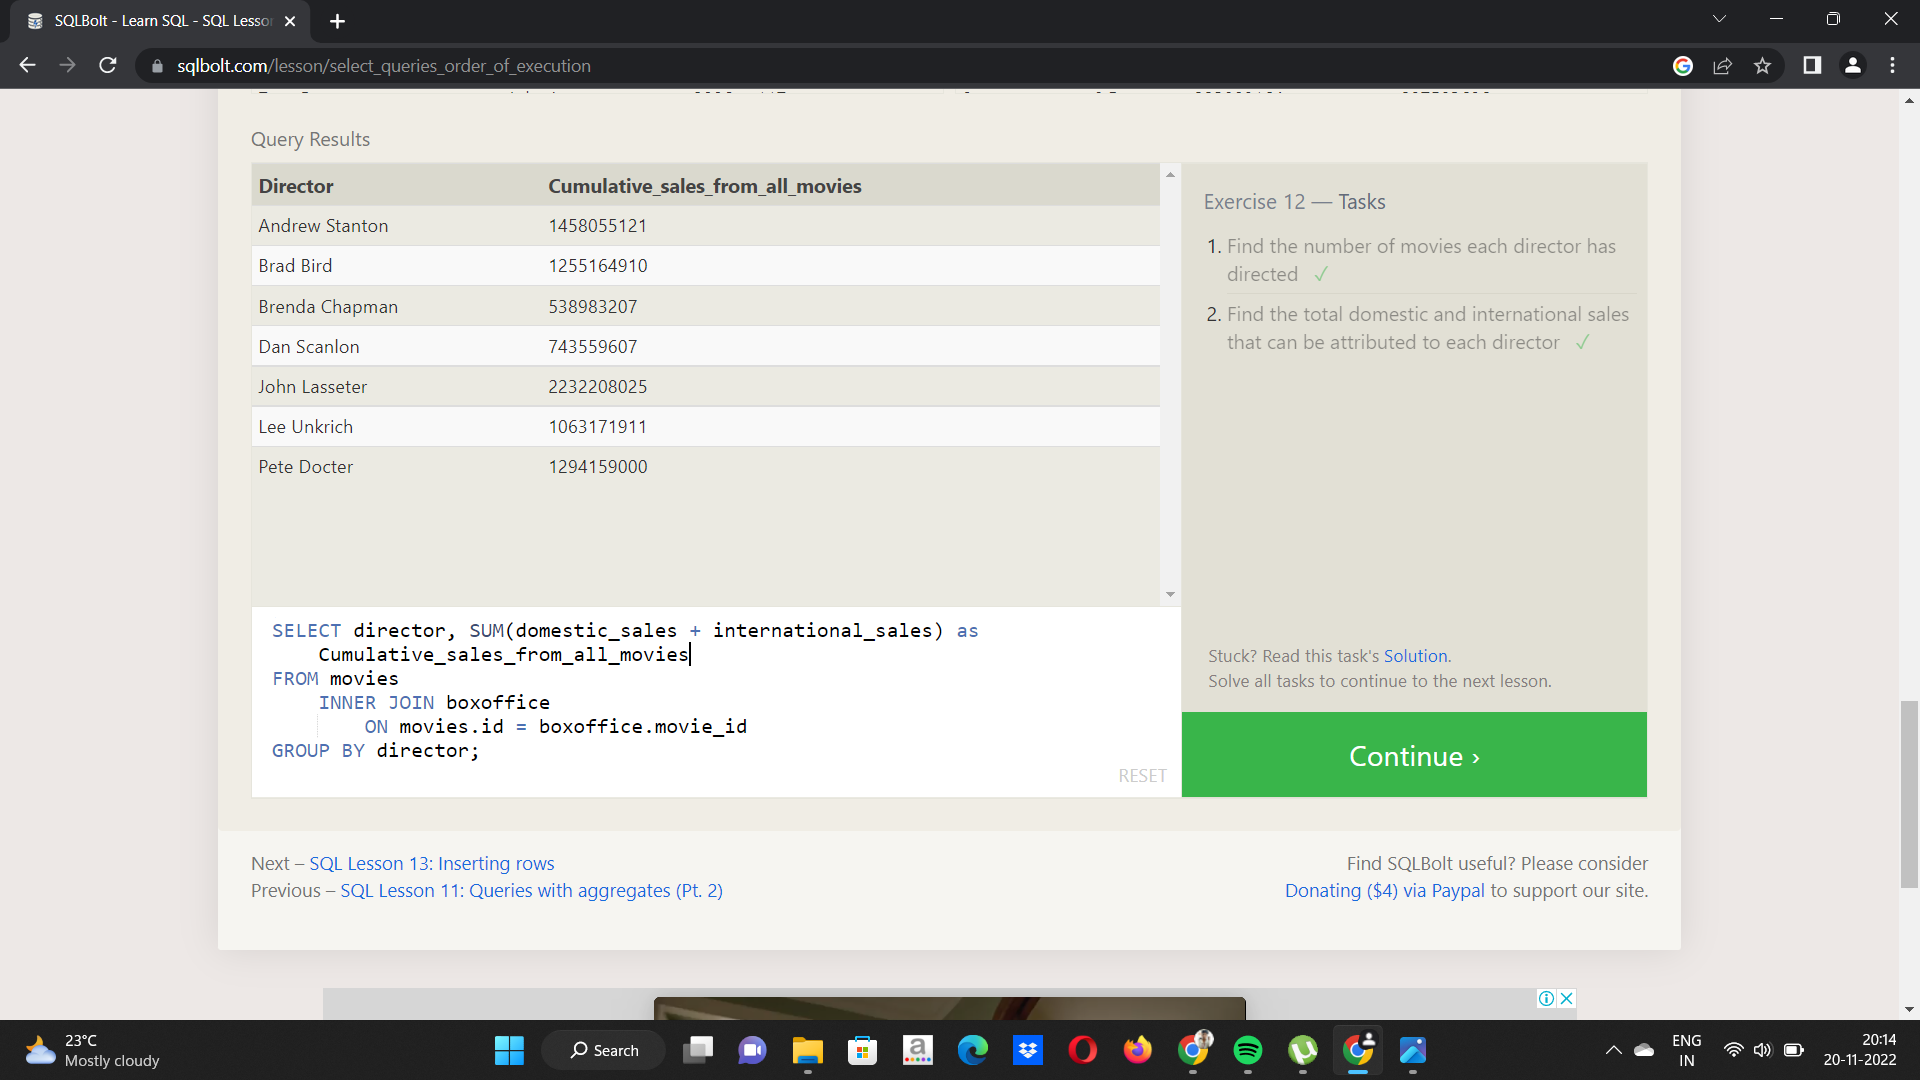 SQLBolt - Learn SQL - SQL Lesso
sqlbolt.com/lesson/select_queries_order_of_execution
Query Results
Director Cumulative_sales_from_all_movies
Andrew Stanton 1458055121
Brad Bird 1255164910
Brenda Chapman 538983207
Dan Scanlon 743559607
John Lasseter 2232208025
Lee Unkrich 1063171911
Pete Docter 1294159000
Exercise 12 — Tasks
1. Find the number of movies each director has
directed ✓
2. Find the total domestic and international sales
that can be attributed to each director ✓
SELECT director, SUM(domestic_sales + international_sales) as
Cumulative_sales_from_all_movies
FROM movies
INNER JOIN boxoffice
ON movies.id = boxoffice.movie_id
GROUP BY director;
RESET
Stuck? Read this task's Solution.
Solve all tasks to continue to the next lesson.
Continue ›
Next – SQL Lesson 13: Inserting rows
Previous – SQL Lesson 11: Queries with aggregates (Pt. 2)
Find SQLBolt useful? Please consider
Donating ($4) via Paypal to support our site.
23°C
Mostly cloudy
Search
ENG
IN
20:14
20-11-2022